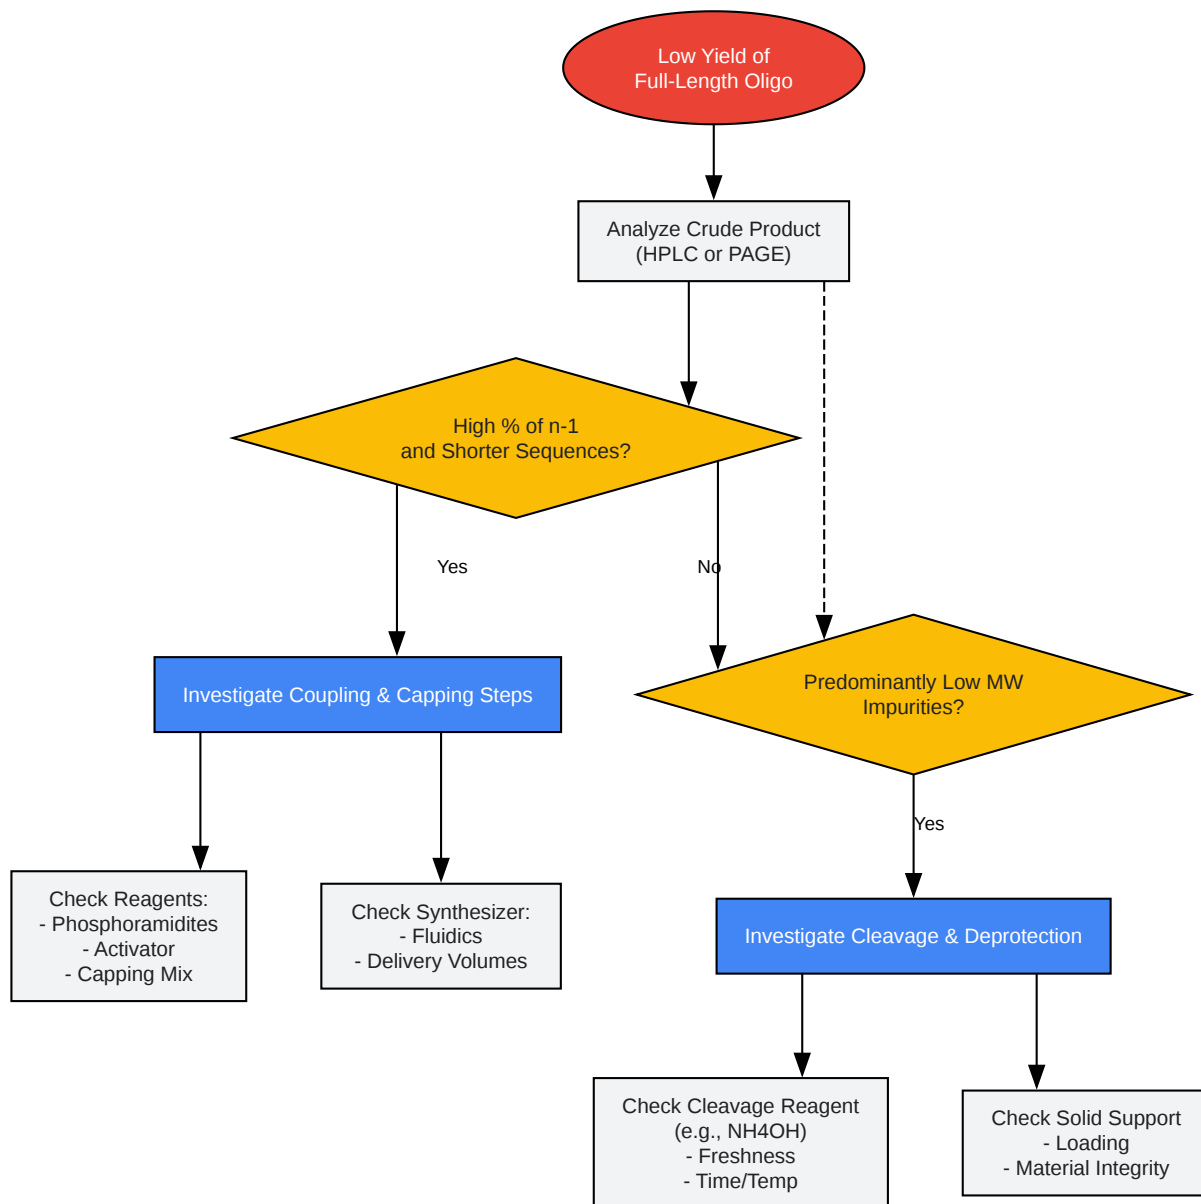 Low Yield of
Full-Length Oligo
Analyze Crude Product
(HPLC or PAGE)
High % of n-1
and Shorter Sequences?
Yes
No
Investigate Coupling & Capping Steps
Predominantly Low MW
Impurities?
Yes
Check Reagents:
- Phosphoramidites
- Activator
- Capping Mix
Check Synthesizer:
- Fluidics
- Delivery Volumes
Investigate Cleavage & Deprotection
Check Cleavage Reagent
(e.g., NH4OH)
- Freshness
- Time/Temp
Check Solid Support
- Loading
- Material Integrity